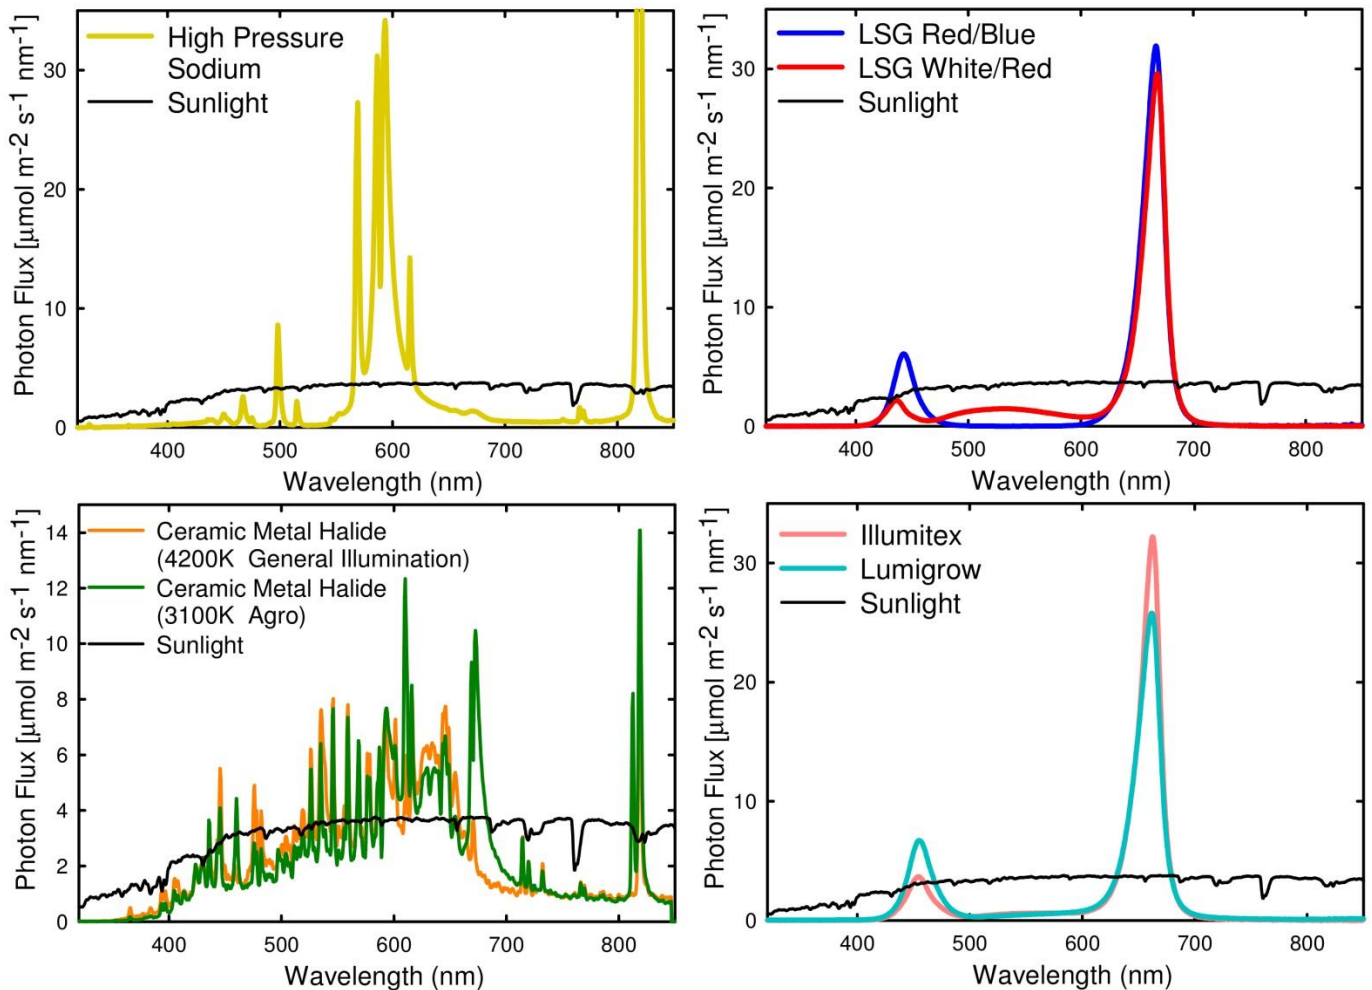 High Pressure
Sodium
Sunlight
Photon Flux [μmol m-2 s-1 nm-1]
30
20
10
0
400 500 600 700 800
Wavelength (nm)
LSG Red/Blue
LSG White/Red
Sunlight
Photon Flux [μmol m-2 s-1 nm-1]
30
20
10
0
400 500 600 700 800
Wavelength (nm)
Ceramic Metal Halide
(4200K General Illumination)
Ceramic Metal Halide
(3100K Agro)
Sunlight
Photon Flux [μmol m-2 s-1 nm-1]
14
12
10
8
6
4
2
0
400 500 600 700 800
Wavelength (nm)
Illumitex
Lumigrow
Sunlight
Photon Flux [μmol m-2 s-1 nm-1]
30
20
10
0
400 500 600 700 800
Wavelength (nm)